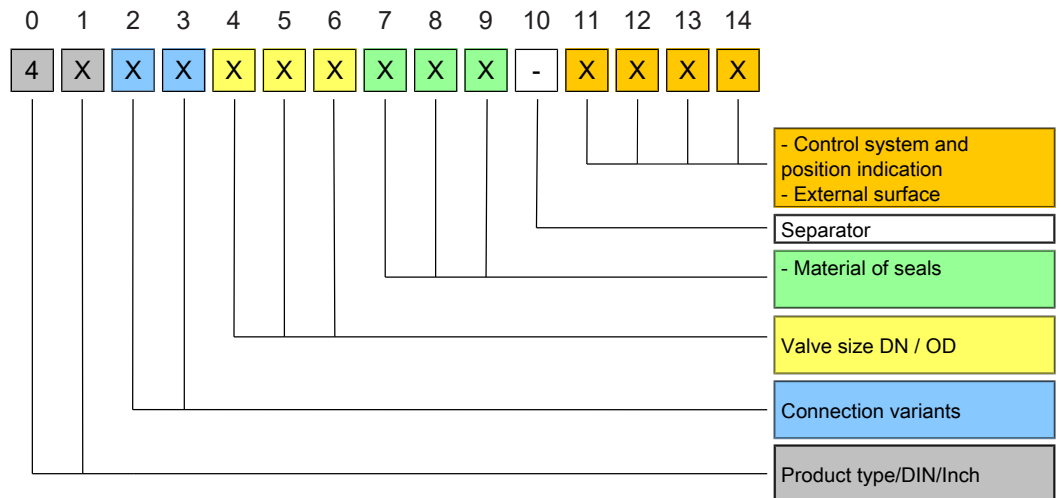 0 1 2 3 4 5 6 7 8 9 10 11 12 13 14
4 X X X X X X X X X - X X X X
- Control system and
position indication
- External surface
Separator
- Material of seals
Valve size DN / OD
Connection variants
Product type/DIN/Inch